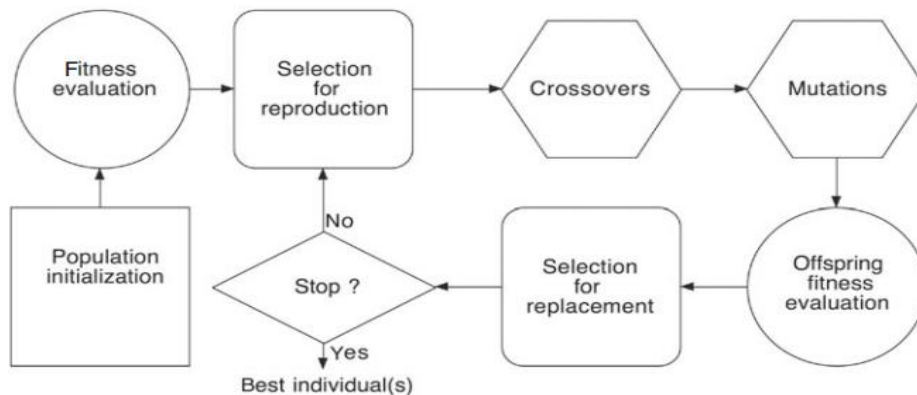 Fitness
evaluation
Selection
for
reproduction
Crossovers
Mutations
Population
initialization
No
Stop ?
Yes
Best individual(s)
Selection
for
replacement
Offspring
fitness
evaluation